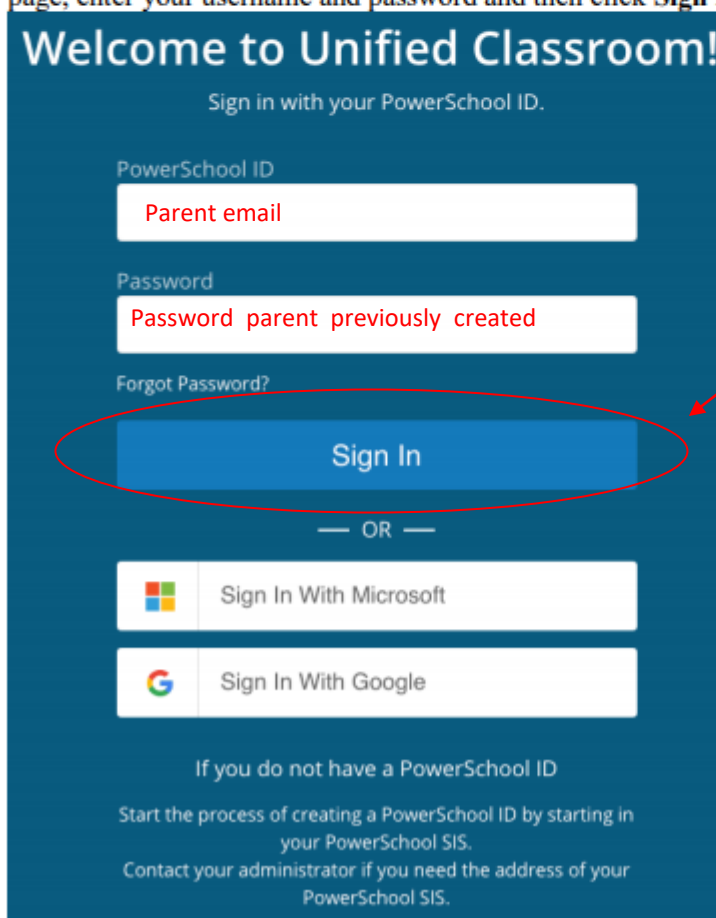 page, enter your username and password and then click Sign
Welcome to Unified Classroom!
Sign in with your PowerSchool ID.
PowerSchool ID
Parent email
Password
Password parent previously created
Forgot Password?
Sign In
— OR —
Sign In With Microsoft
Sign In With Google
If you do not have a PowerSchool ID
Start the process of creating a PowerSchool ID by starting in
your PowerSchool SIS.
Contact your administrator if you need the address of your
PowerSchool SIS.